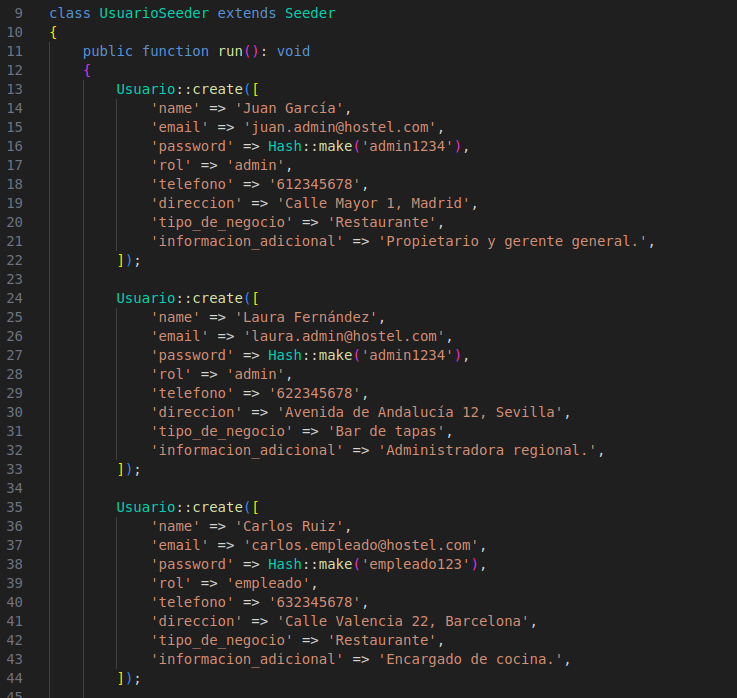 9 class UsuarioSeeder extends Seeder
10 {
11     public function run(): void
12     {
13         Usuario::create([
14             'name' => 'Juan García',
15             'email' => 'juan.admin@hostel.com',
16             'password' => Hash::make('admin1234'),
17             'rol' => 'admin',
18             'telefono' => '612345678',
19             'direccion' => 'Calle Mayor 1, Madrid',
20             'tipo_de_negocio' => 'Restaurante',
21             'informacion_adicional' => 'Propietario y gerente general.',
22         ]);
23
24         Usuario::create([
25             'name' => 'Laura Fernández',
26             'email' => 'laura.admin@hostel.com',
27             'password' => Hash::make('admin1234'),
28             'rol' => 'admin',
29             'telefono' => '622345678',
30             'direccion' => 'Avenida de Andalucía 12, Sevilla',
31             'tipo_de_negocio' => 'Bar de tapas',
32             'informacion_adicional' => 'Administradora regional.',
33         ]);
34
35         Usuario::create([
36             'name' => 'Carlos Ruiz',
37             'email' => 'carlos.empleado@hostel.com',
38             'password' => Hash::make('empleado123'),
39             'rol' => 'empleado',
40             'telefono' => '632345678',
41             'direccion' => 'Calle Valencia 22, Barcelona',
42             'tipo_de_negocio' => 'Restaurante',
43             'informacion_adicional' => 'Encargado de cocina.',
44         ]);
45